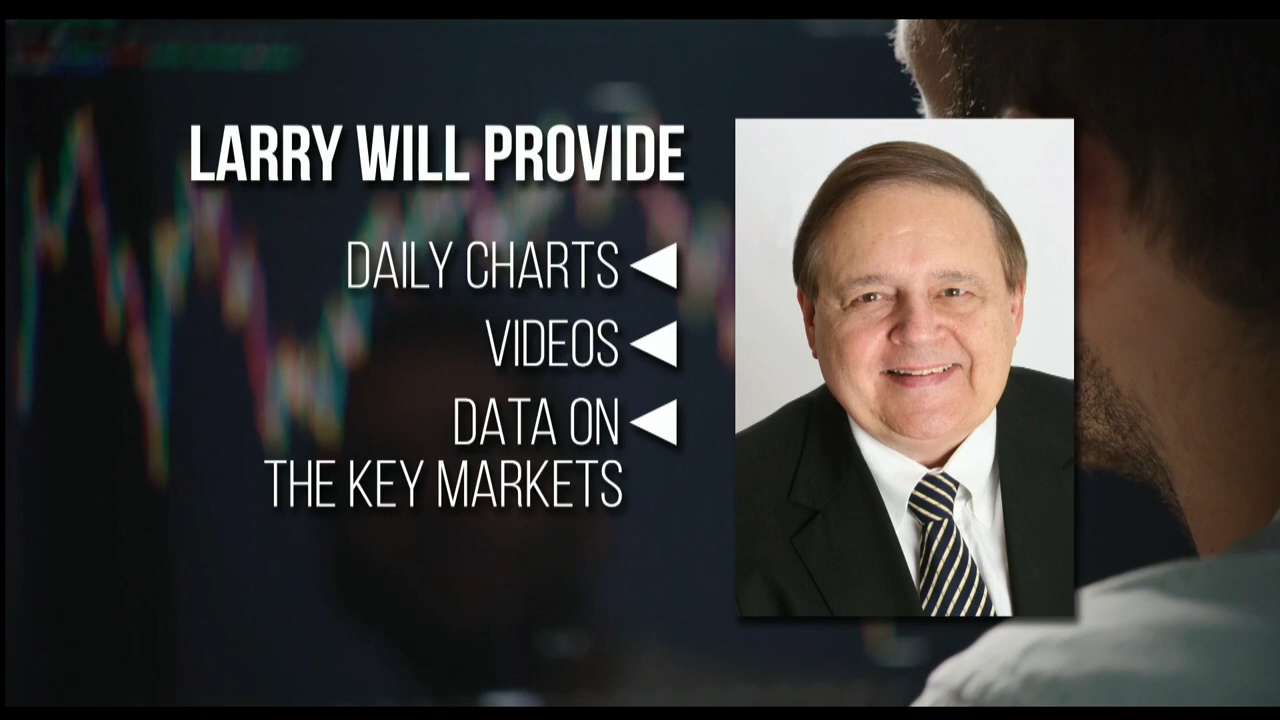 LARRY WILL PROVIDE
DAILY CHARTS
VIDEOS
DATA ON
THE KEY MARKETS